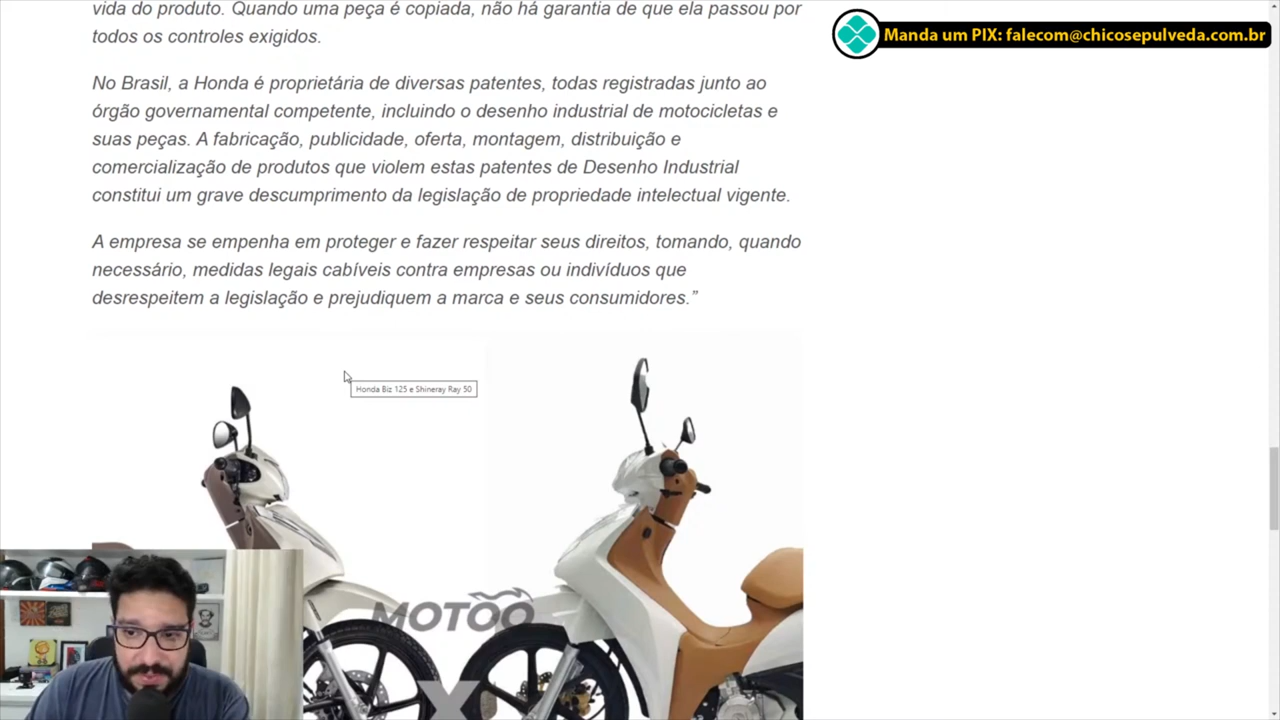 vida do produto. Quando uma peça é copiada, não há garantia de que ela passou por
todos os controles exigidos.
Manda um PIX: falecom@chicosepulveda.com.br
No Brasil, a Honda é proprietária de diversas patentes, todas registradas junto ao
órgão governamental competente, incluindo o desenho industrial de motocicletas e
suas peças. A fabricação, publicidade, oferta, montagem, distribuição e
comercialização de produtos que violem estas patentes de Desenho Industrial
constitui um grave descumprimento da legislação de propriedade intelectual vigente.
A empresa se empenha em proteger e fazer respeitar seus direitos, tomando, quando
necessário, medidas legais cabíveis contra empresas ou indivíduos que
desrespeitem a legislação e prejudiquem a marca e seus consumidores.”
Honda Biz 125 e Shineray Ray 50
MOTOO
X